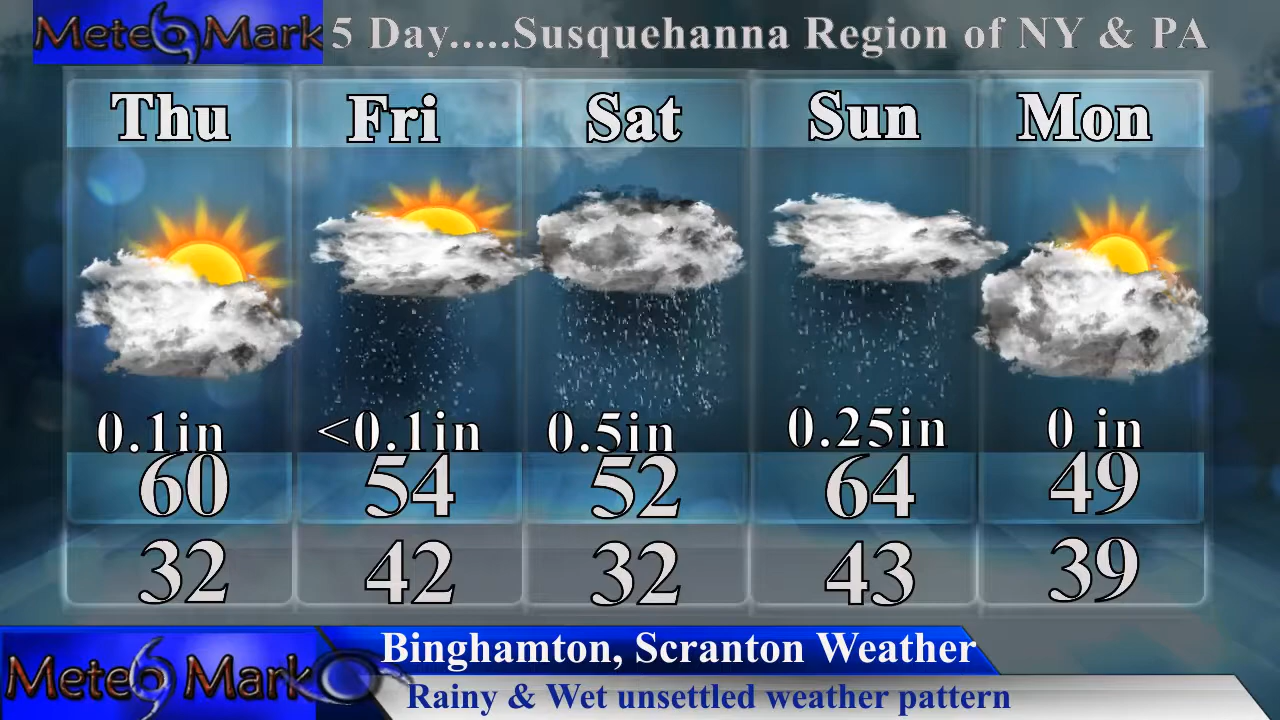 MeteoMark 5 Day.....Susquehanna Region of NY & PA
Thu Fri Sat Sun Mon
0.1in <0.1in 0.5in 0.25in 0 in
60 54 52 64 49
32 42 32 43 39
Binghamton, Scranton Weather
MeteoMark
Rainy & Wet unsettled weather pattern